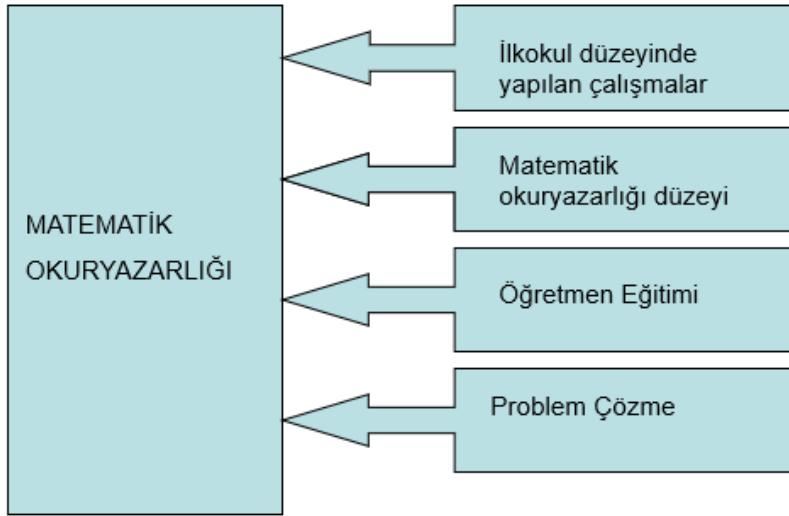 MATEMATİK
OKURYAZARLIĞI
İlkokul düzeyinde
yapılan çalışmalar
Matematik
okuryazarlığı düzeyi
Öğretmen Eğitimi
Problem Çözme